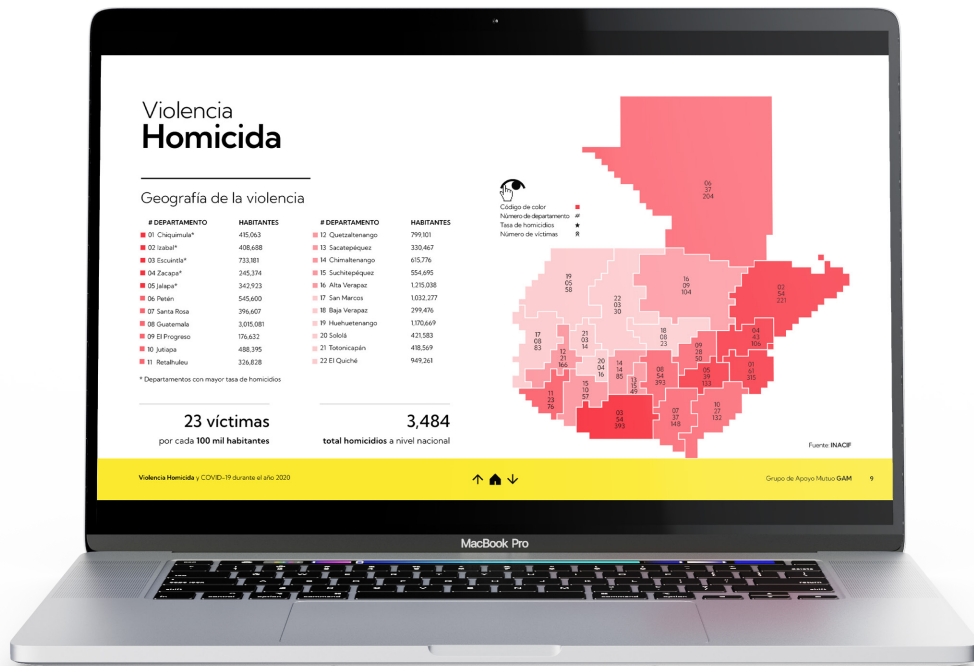 Violencia
Homicida
Geografía de la violencia
# DEPARTAMENTO HABITANTES # DEPARTAMENTO HABITANTES
01 Chiquimula* 415,063 12 Quetzaltenango 799,101
02 Izabal* 408,688 13 Sacatepéquez 330,467
03 Escuintla* 733,181 14 Chimaltenango 615,776
04 Zacapa* 245,374 15 Suchitepéquez 554,695
05 Jalapa* 342,923 16 Alta Verapaz 1,215,038
06 Petén 545,600 17 San Marcos 1,032,277
07 Santa Rosa 396,607 18 Baja Verapaz 299,476
08 Guatemala 3,015,081 19 Huehuetenango 1,170,669
09 El Progreso 176,632 20 Sololá 421,583
10 Jutiapa 488,395 21 Totonicapán 418,569
11 Retalhuleu 326,828 22 El Quiché 949,261
* Departamentos con mayor tasa de homicidios
23 víctimas
por cada 100 mil habitantes
3,484
total homicidios a nivel nacional
Código de color
Número de departamento #
Tasa de homicidios
Número de víctimas
06
37
204
19
05
58
16
09
104
02
54
221
22
03
30
17
08
83
21
03
14
18
08
23
04
43
106
12
21
166
09
28
50
20
04
16
14
14
85
08
54
393
05
39
133
01
61
315
15
10
57
13
15
49
11
23
76
03
54
393
07
37
148
10
27
132
Fuente: INACIF
Violencia Homicida y COVID-19 durante el año 2020
Grupo de Apoyo Mutuo GAM 9
MacBook Pro